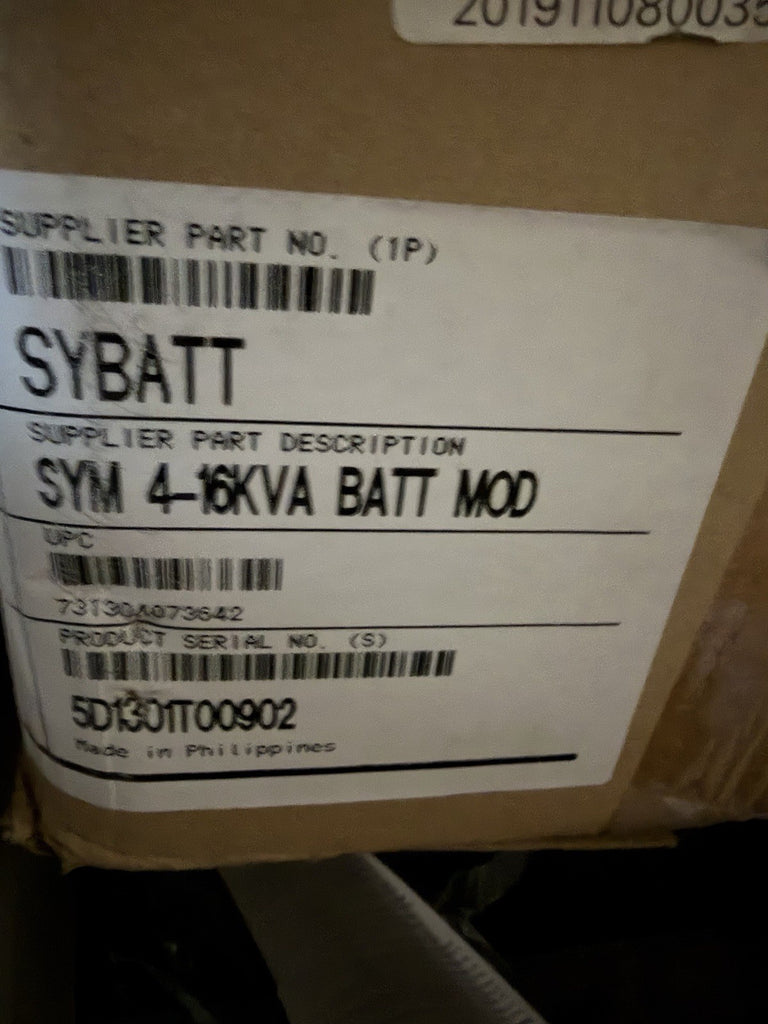 20191108003
SUPPLIER PART NO. (1P)
SYBATT
SUPPLIER PART DESCRIPTION
SYM 4-16KVA BATT MOD
UPC
731304073642
PRODUCT SERIAL NO. (S)
5D1301T00902
Made in Philippines